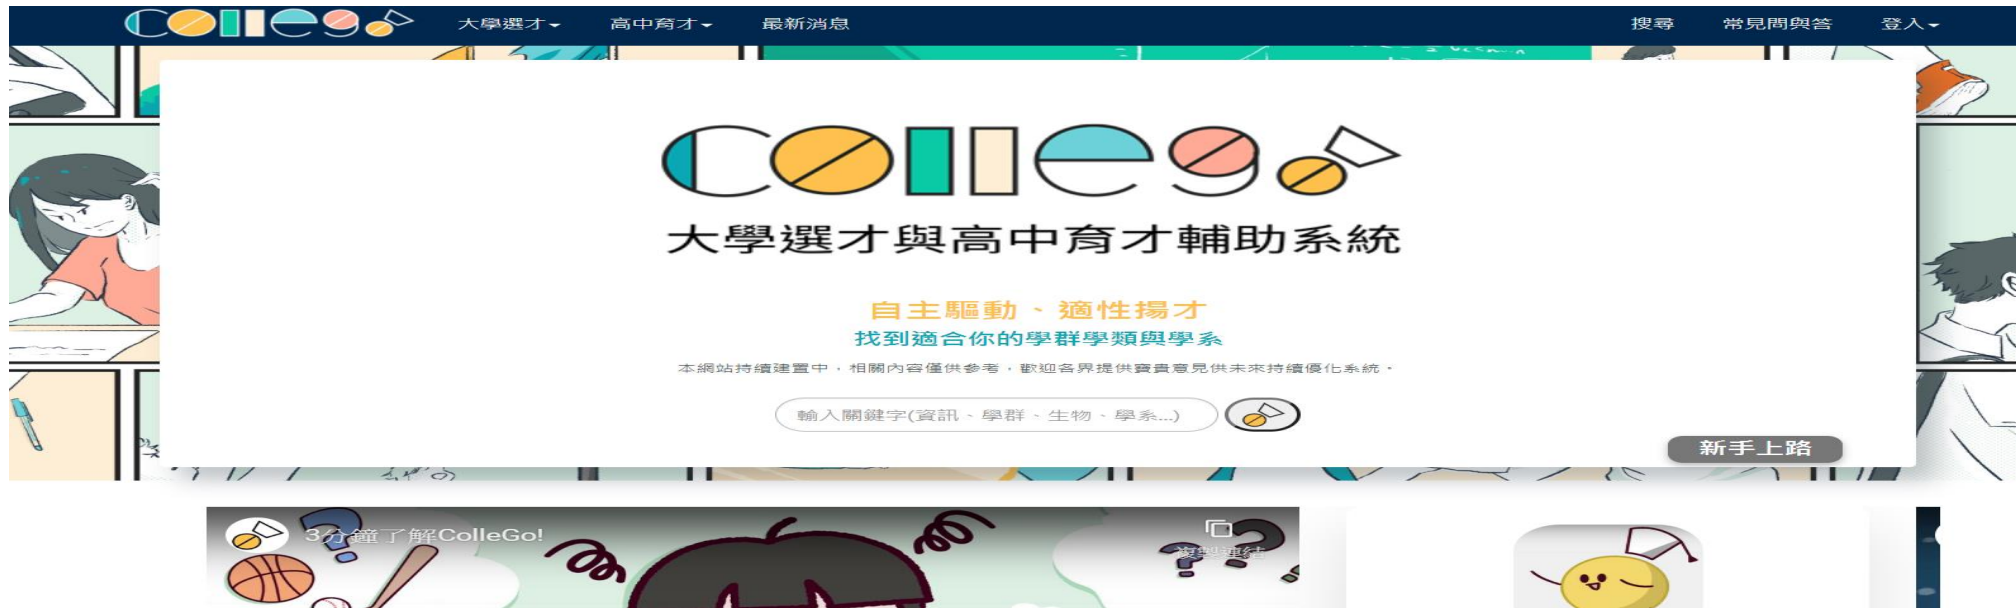 Collego 大學選才 高中育才 最新消息 搜尋 常見問與答 登入
Collego
大學選才與高中育才輔助系統
自主驅動、適性揚才
找到適合你的學群學類與學系
本網站持續建置中，相關內容僅供參考，歡迎各界提供寶貴意見供未來持續優化系統。
輸入關鍵字(資訊、學群、生物、學系...)
新手上路
3分鐘了解ColleGo!
複製連結